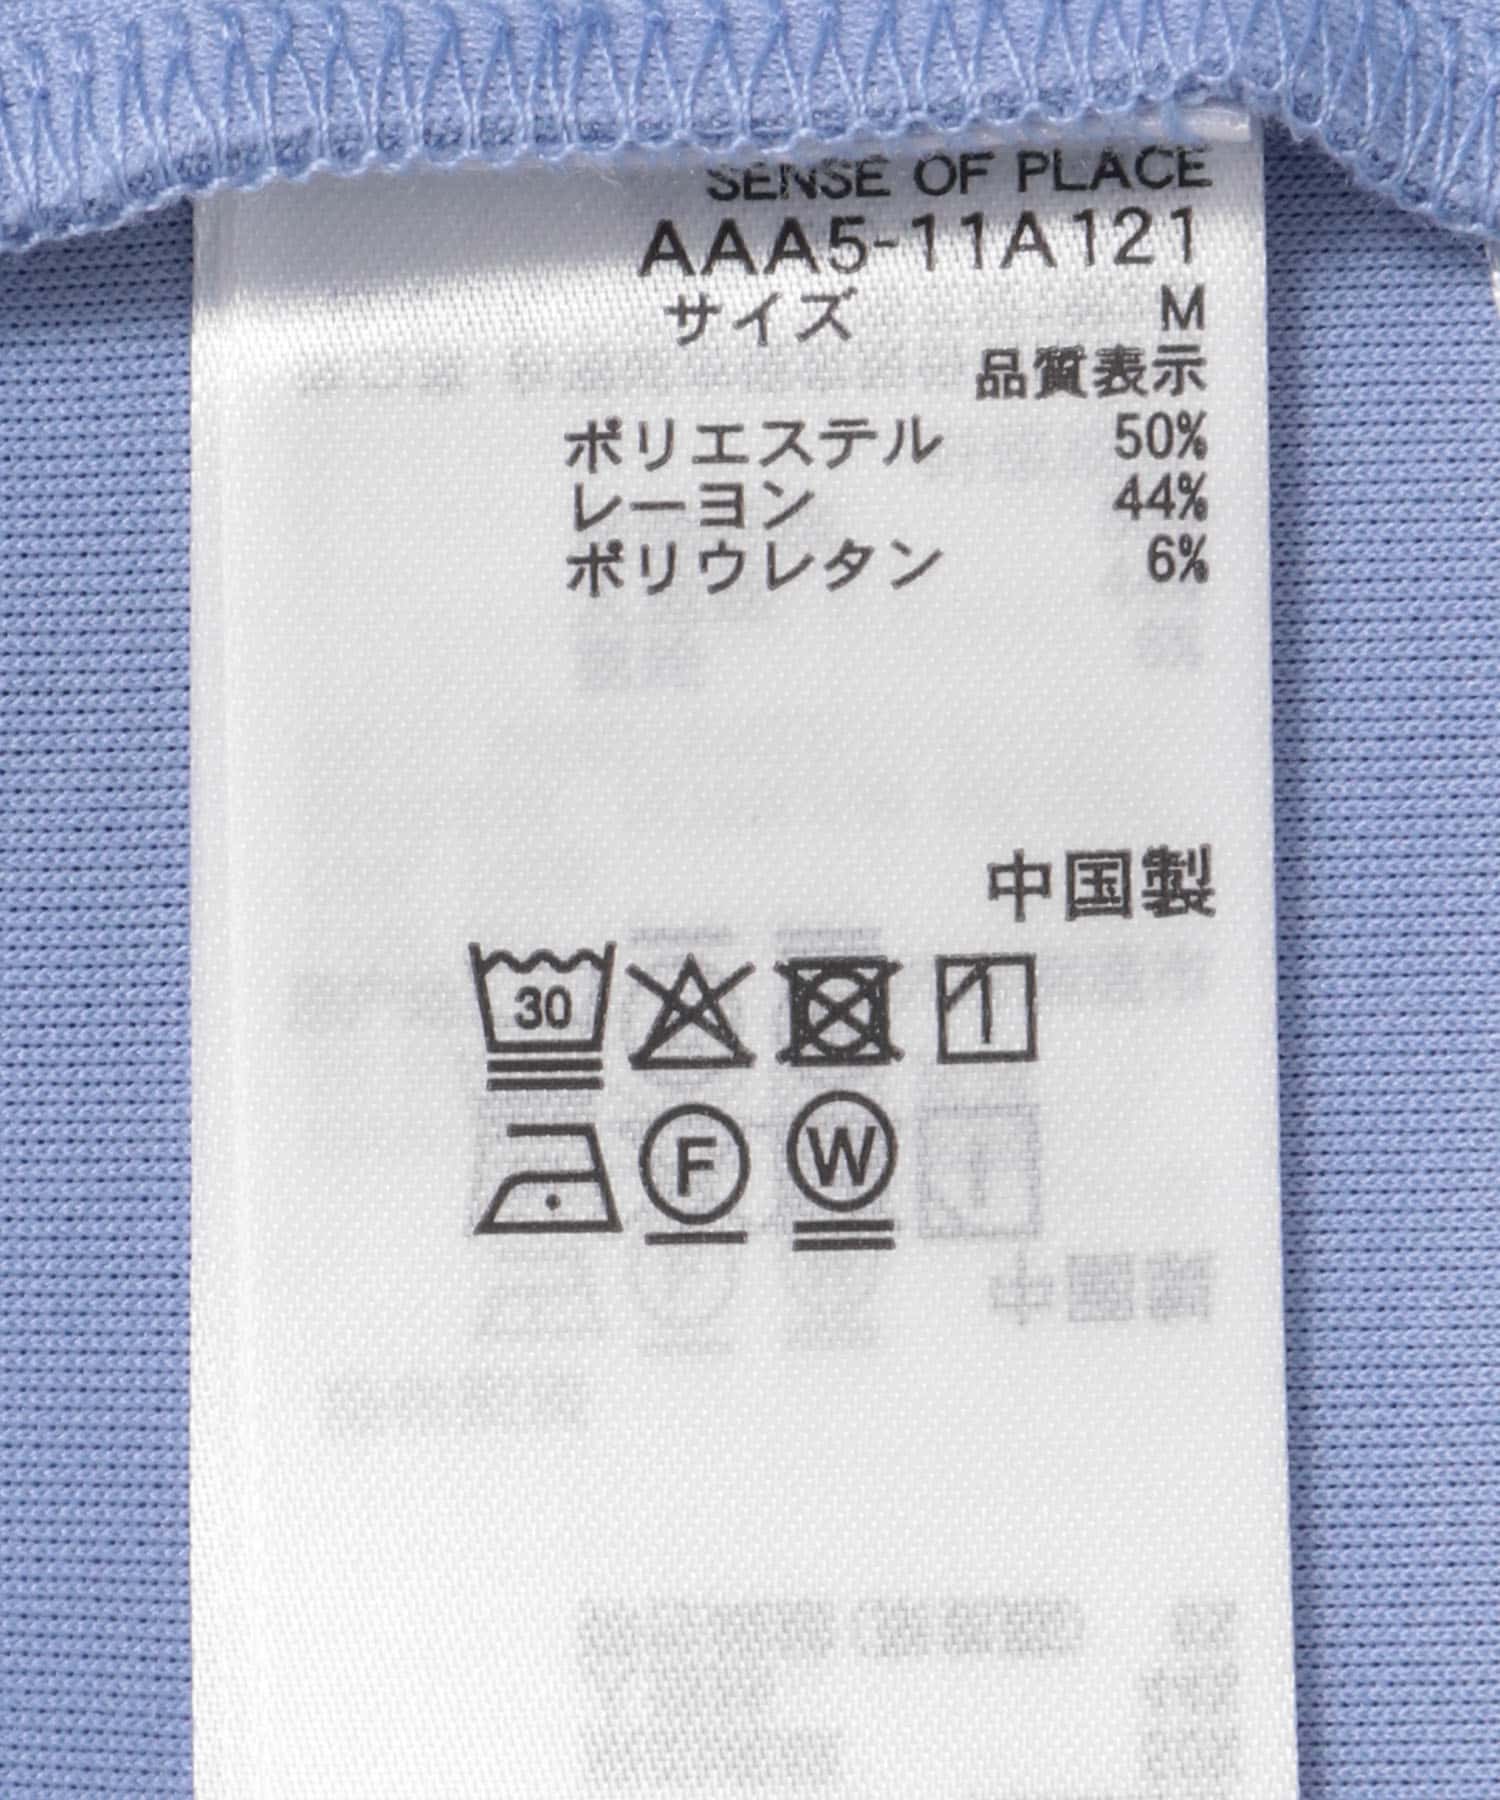 SENSE OF PLACE
AAA5-11A121
サイズ M
品質表示
ポリエステル 50%
レーヨン 44%
ポリウレタン 6%
中国製
30
F W